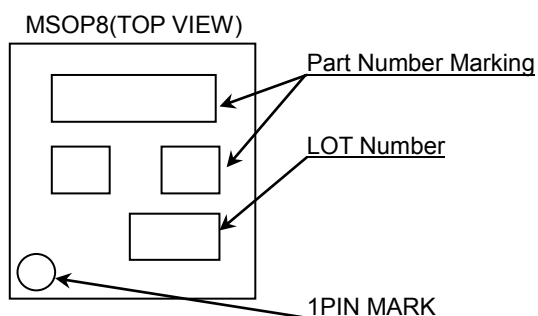 MSOP8(TOP VIEW)
Part Number Marking
LOT Number
1PIN MARK